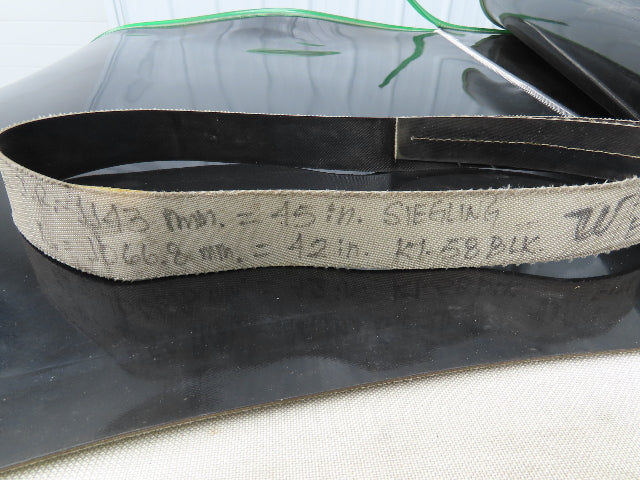 1143 mm. = 45 in. SIEGLING
1066.8 mm. = 42 in. K1-58 BLK